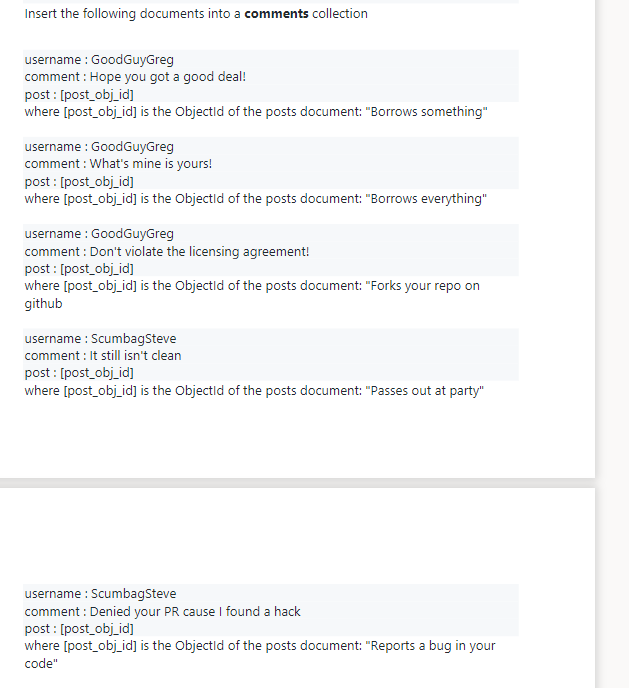 Insert the following documents into a comments collection
username : GoodGuyGreg
comment : Hope you got a good deal!
post : [post_obj_id]
where [post_obj_id] is the ObjectId of the posts document: "Borrows something"
username : GoodGuyGreg
comment : What's mine is yours!
post : [post_obj_id]
where [post_obj_id] is the ObjectId of the posts document: "Borrows everything"
username : GoodGuyGreg
comment : Don't violate the licensing agreement!
post : [post_obj_id]
where [post_obj_id] is the ObjectId of the posts document: "Forks your repo on
github
username : ScumbagSteve
comment : It still isn't clean
post : [post_obj_id]
where [post_obj_id] is the ObjectId of the posts document: "Passes out at party"
username : ScumbagSteve
comment : Denied your PR cause I found a hack
post : [post_obj_id]
where [post_obj_id] is the ObjectId of the posts document: "Reports a bug in your
code"